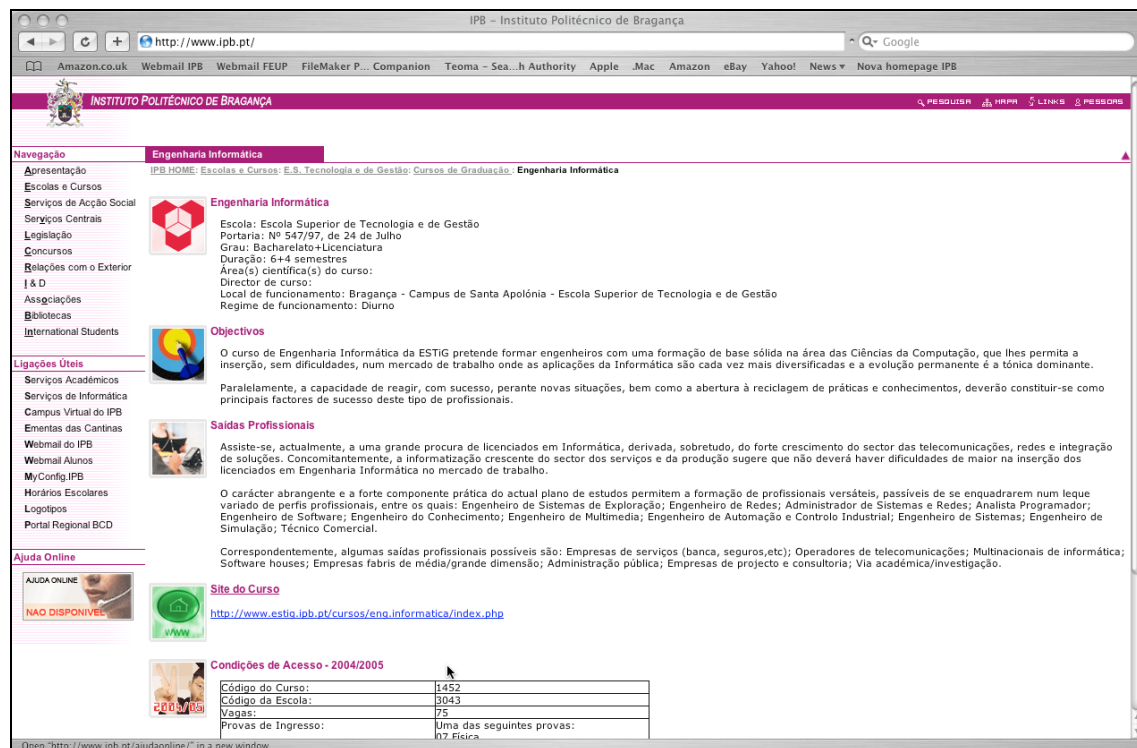 IPB – Instituto Politécnico de Bragança
http://www.ipb.pt/
Google
Amazon.co.uk Webmail IPB Webmail FEUP FileMaker P... Companion Teoma – Sea...h Authority Apple .Mac Amazon eBay Yahoo! News Nova homepage IPB
INSTITUTO POLITÉCNICO DE BRAGANÇA
PESQUISA MAPA LINKS PESSOAS
Navegação
Apresentação
Escolas e Cursos
Serviços de Acção Social
Serviços Centrais
Legislação
Concursos
Relações com o Exterior
I & D
Associações
Bibliotecas
International Students
Ligações Úteis
Serviços Académicos
Serviços de Informática
Campus Virtual do IPB
Ementas das Cantinas
Webmail do IPB
Webmail Alunos
MyConfig.IPB
Horários Escolares
Logotipos
Portal Regional BCD
Ajuda Online
AJUDA ONLINE
NAO DISPONIVEL
Engenharia Informática
IPB HOME: Escolas e Cursos: E.S. Tecnologia e de Gestão: Cursos de Graduação : Engenharia Informática
Engenharia Informática
Escola: Escola Superior de Tecnologia e de Gestão
Portaria: Nº 547/97, de 24 de Julho
Grau: Bacharelato+Licenciatura
Duração: 6+4 semestres
Área(s) científica(s) do curso:
Director de curso:
Local de funcionamento: Bragança - Campus de Santa Apolónia - Escola Superior de Tecnologia e de Gestão
Regime de funcionamento: Diurno
Objectivos
O curso de Engenharia Informática da ESTiG pretende formar engenheiros com uma formação de base sólida na área das Ciências da Computação, que lhes permita a
inserção, sem dificuldades, num mercado de trabalho onde as aplicações da Informática são cada vez mais diversificadas e a evolução permanente é a tónica dominante.
Paralelamente, a capacidade de reagir, com sucesso, perante novas situações, bem como a abertura à reciclagem de práticas e conhecimentos, deverão constituir-se como
principais factores de sucesso deste tipo de profissionais.
Saídas Profissionais
Assiste-se, actualmente, a uma grande procura de licenciados em Informática, derivada, sobretudo, do forte crescimento do sector das telecomunicações, redes e integração
de soluções. Concomitantemente, a informatização crescente do sector dos serviços e da produção sugere que não deverá haver dificuldades de maior na inserção dos
licenciados em Engenharia Informática no mercado de trabalho.
O carácter abrangente e a forte componente prática do actual plano de estudos permitem a formação de profissionais versáteis, passíveis de se enquadrarem num leque
variado de perfis profissionais, entre os quais: Engenheiro de Sistemas de Exploração; Engenheiro de Redes; Administrador de Sistemas e Redes; Analista Programador;
Engenheiro de Software; Engenheiro do Conhecimento; Engenheiro de Multimedia; Engenheiro de Automação e Controlo Industrial; Engenheiro de Sistemas; Engenheiro de
Simulação; Técnico Comercial.
Correspondentemente, algumas saídas profissionais possíveis são: Empresas de serviços (banca, seguros,etc); Operadores de telecomunicações; Multinacionais de informática;
Software houses; Empresas fabris de média/grande dimensão; Administração pública; Empresas de projecto e consultoria; Via académica/investigação.
www
Site do Curso
http://www.estig.ipb.pt/cursos/eng.informatica/index.php
2004/05
Condições de Acesso - 2004/2005
Código do Curso: 1452
Código da Escola: 3043
Vagas: 75
Provas de Ingresso: Uma das seguintes provas:
07 Física
Open "http://www.ipb.pt/ajudaonline/" in a new window